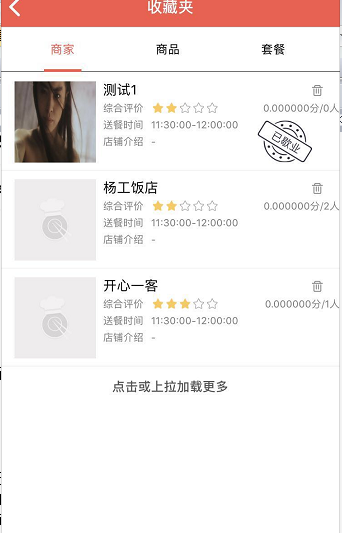 收藏夹
商家 商品 套餐
测试1
综合评价 0.000000分/0人
送餐时间 11:30:00-12:00:00
已歇业
店铺介绍 -
杨工饭店
综合评价 0.000000分/2人
送餐时间 11:30:00-12:00:00
店铺介绍 -
开心一客
综合评价 0.000000分/1人
送餐时间 11:30:00-12:00:00
店铺介绍 -
点击或上拉加载更多